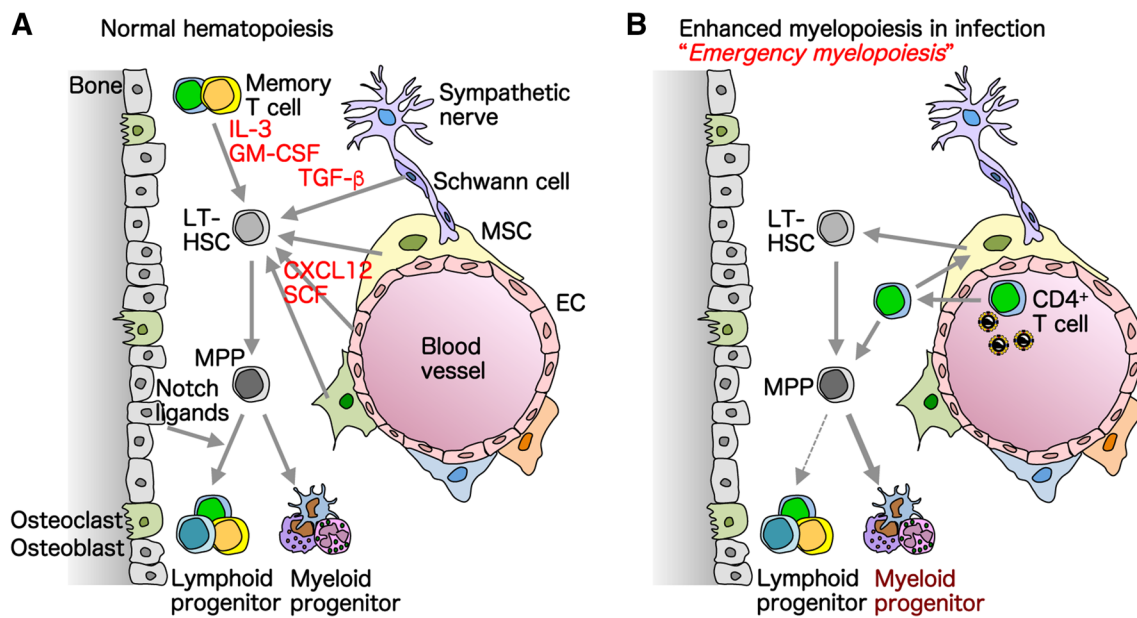 A
Normal hematopoiesis
Bone
Memory
T cell
IL-3
GM-CSF
TGF-β
Sympathetic
nerve
Schwann cell
LT-
HSC
MSC
CXCL12
SCF
EC
Blood
vessel
MPP
Notch
ligands
Osteoclast
Osteoblast
Lymphoid
progenitor
Myeloid
progenitor
B
Enhanced myelopoiesis in infection
“Emergency myelopoiesis”
LT-
HSC
CD4⁺
T cell
MPP
Lymphoid
progenitor
Myeloid
progenitor